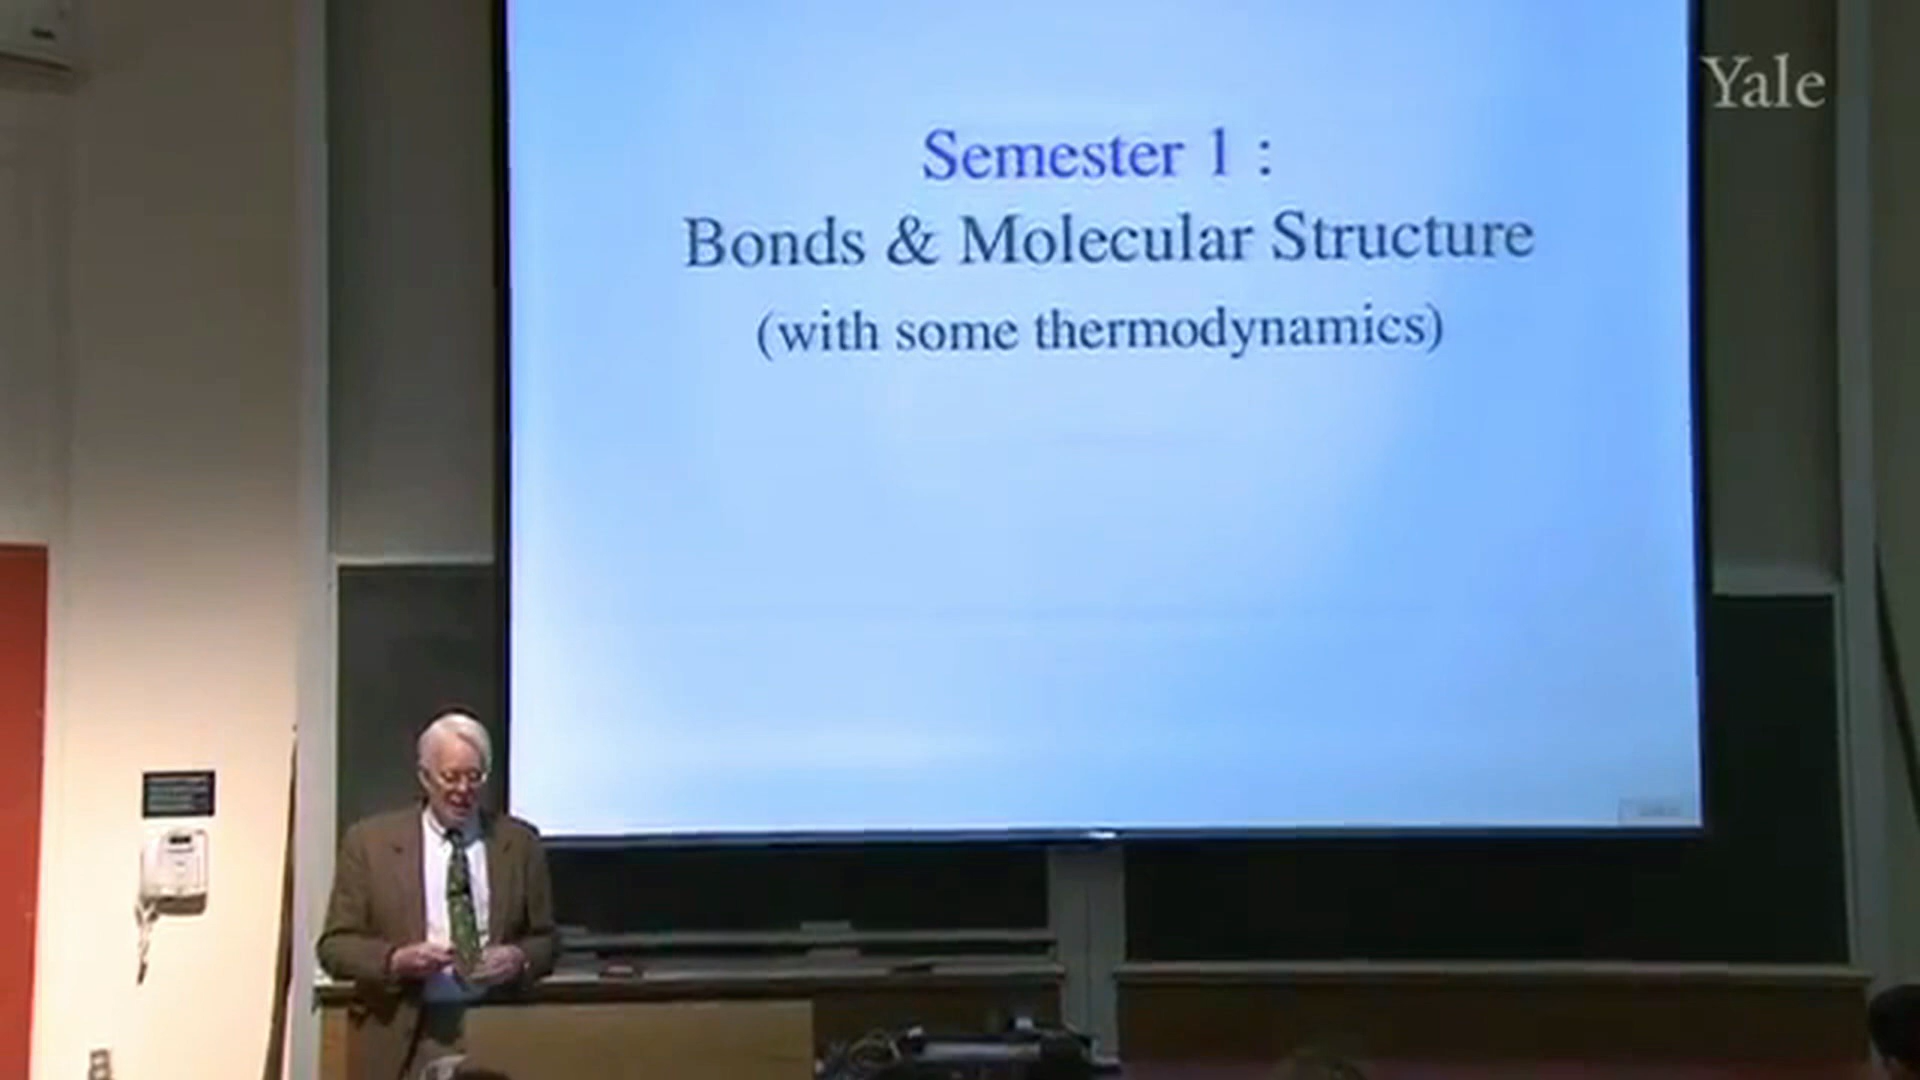 Yale
Semester 1 :
Bonds & Molecular Structure
(with some thermodynamics)